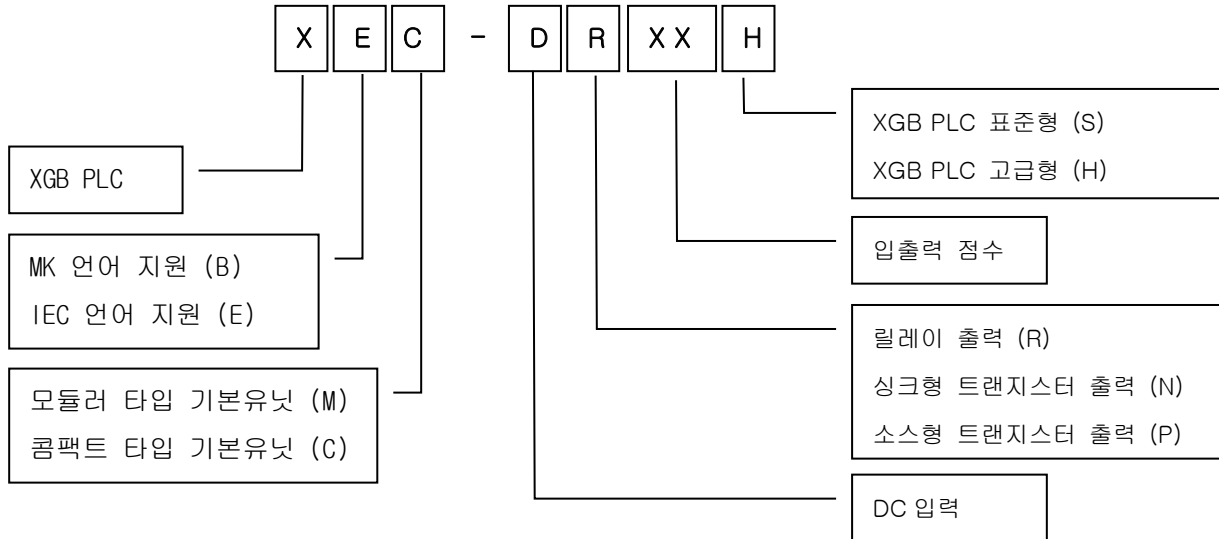 X E C - D R X X H
XGB PLC
MK 언어 지원 (B)
IEC 언어 지원 (E)
모듈러 타입 기본유닛 (M)
콤팩트 타입 기본유닛 (C)
XGB PLC 표준형 (S)
XGB PLC 고급형 (H)
입출력 점수
릴레이 출력 (R)
싱크형 트랜지스터 출력 (N)
소스형 트랜지스터 출력 (P)
DC 입력